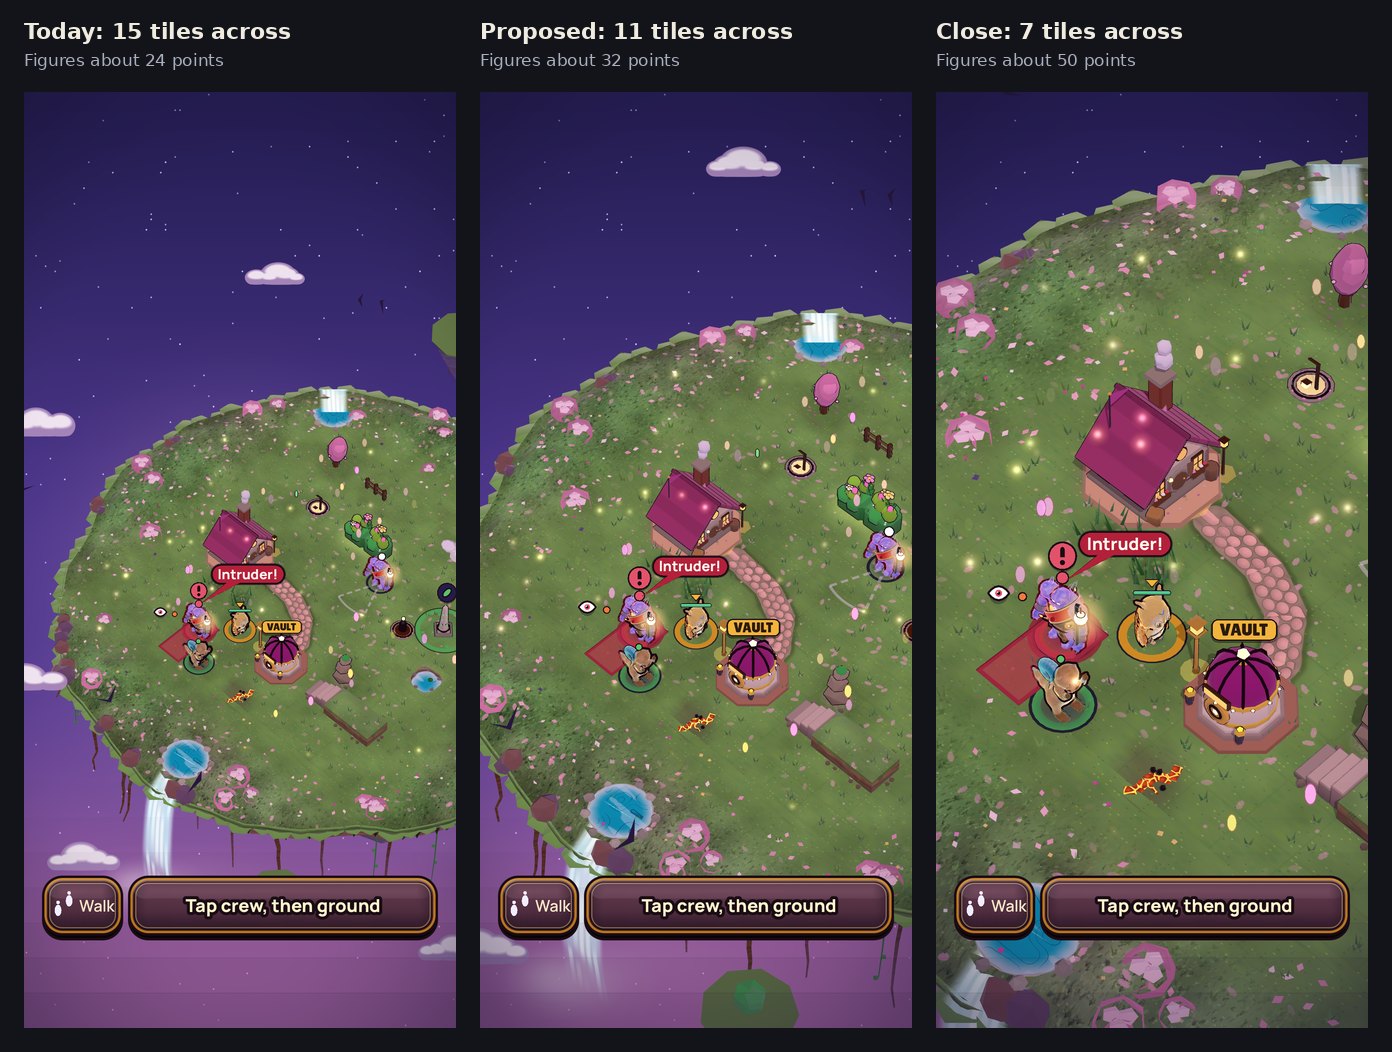 Today: 15 tiles across
Figures about 24 points
Intruder!
VAULT
Walk
Tap crew, then ground
Proposed: 11 tiles across
Figures about 32 points
Intruder!
VAULT
Walk
Tap crew, then ground
Close: 7 tiles across
Figures about 50 points
Intruder!
VAULT
Walk
Tap crew, then ground